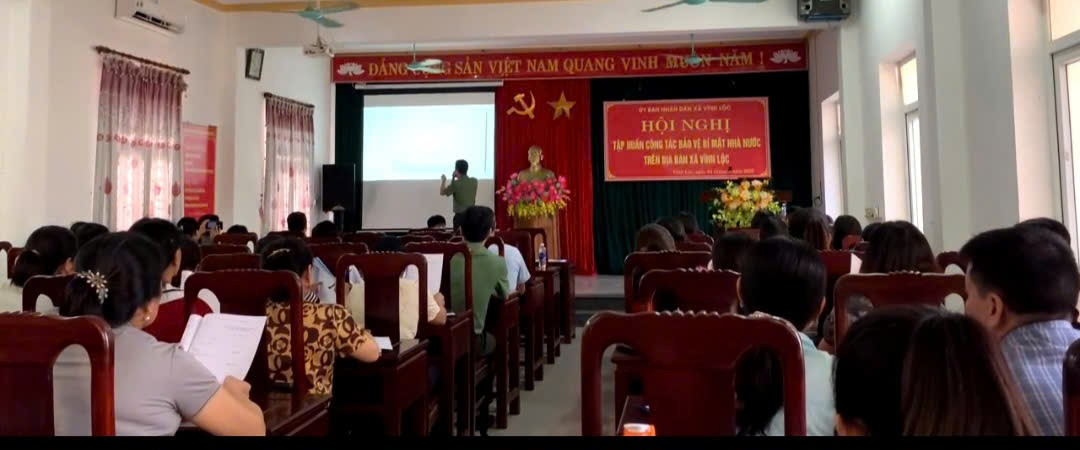 ĐẢNG CỘNG SẢN VIỆT NAM QUANG VINH MUÔN NĂM !
ỦY BAN NHÂN DÂN XÃ VĨNH LỘC
HỘI NGHỊ
TẬP HUẤN CÔNG TÁC BẢO VỆ BÍ MẬT NHÀ NƯỚC
TRÊN ĐỊA BÀN XÃ VĨNH LỘC